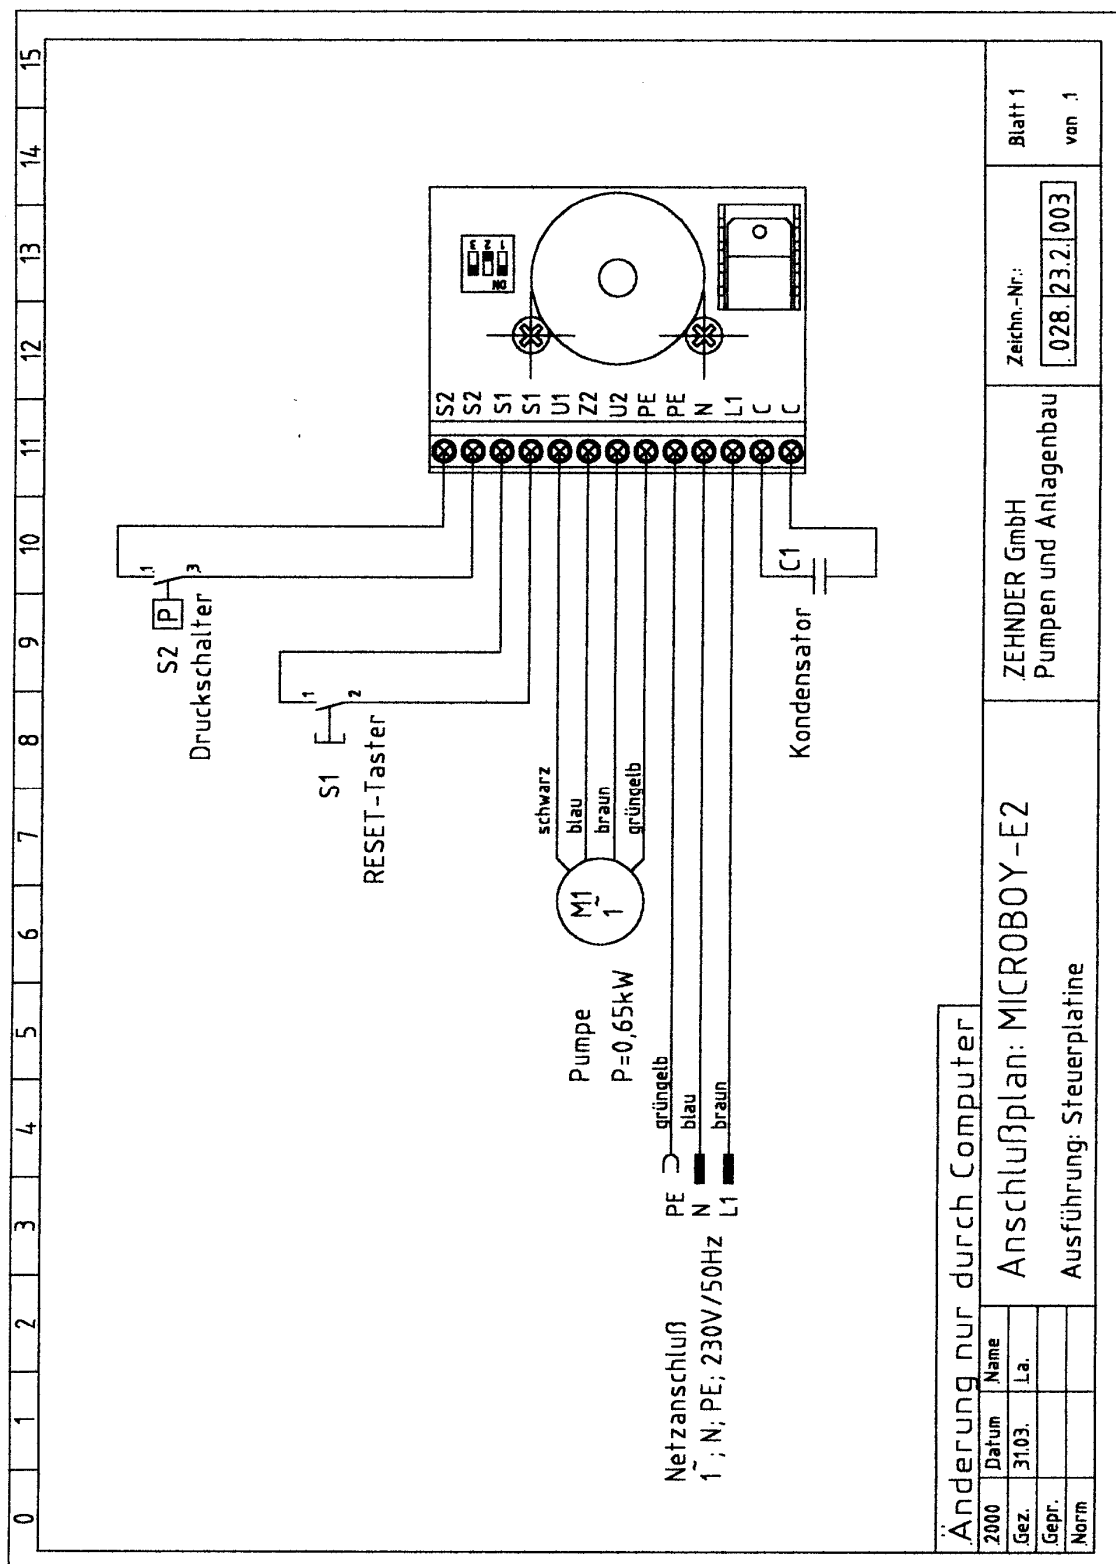 0 1 2 3 4 5 6 7 8 9 10 11 12 13 14 15
S2 P
Druckschalter
1
3
S1
RESET-Taster
1
2
schwarz
blau
braun
grüngelb
M1
1~
Pumpe
P=0,65kW
grüngelb
blau
braun
PE
N
L1
Netzanschluß
1~; N; PE; 230V/50Hz
Kondensator
C1
S2
S2
S1
S1
U1
Z2
U2
PE
PE
N
L1
C
C
ON
1 2 3
Änderung nur durch Computer
2000 Datum Name
Gez. 31.03. La.
Gepr.
Norm
Anschlußplan: MICROBOY-E2
Ausführung: Steuerplatine
ZEHNDER GmbH
Pumpen und Anlagenbau
Zeichn.-Nr.:
028. 23.2. 003
Blatt 1
von 1